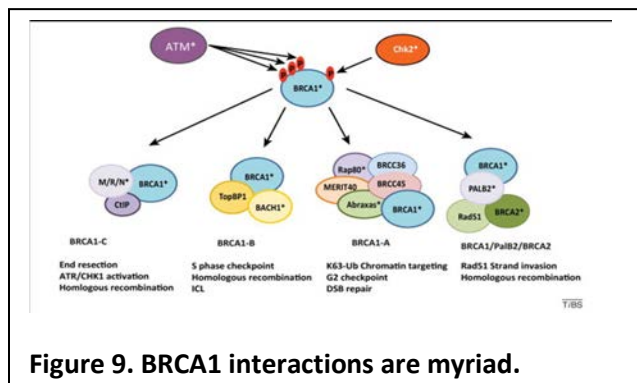 ATM*
Chk2*
P P P P
BRCA1*
M/R/N* BRCA1*
CtIP
BRCA1*
TopBP1
BACH1*
Rap80* BRCC36
MERIT40 BRCC45
Abraxas* BRCA1*
BRCA1*
PALB2*
Rad51 BRCA2*
BRCA1-C
End resection
ATR/CHK1 activation
Homologous recombination
BRCA1-B
S phase checkpoint
Homologous recombination
ICL
BRCA1-A
K63-Ub Chromatin targeting
G2 checkpoint
DSB repair
BRCA1/PalB2/BRCA2
Rad51 Strand invasion
Homologous recombination
TiBS
Figure 9. BRCA1 interactions are myriad.